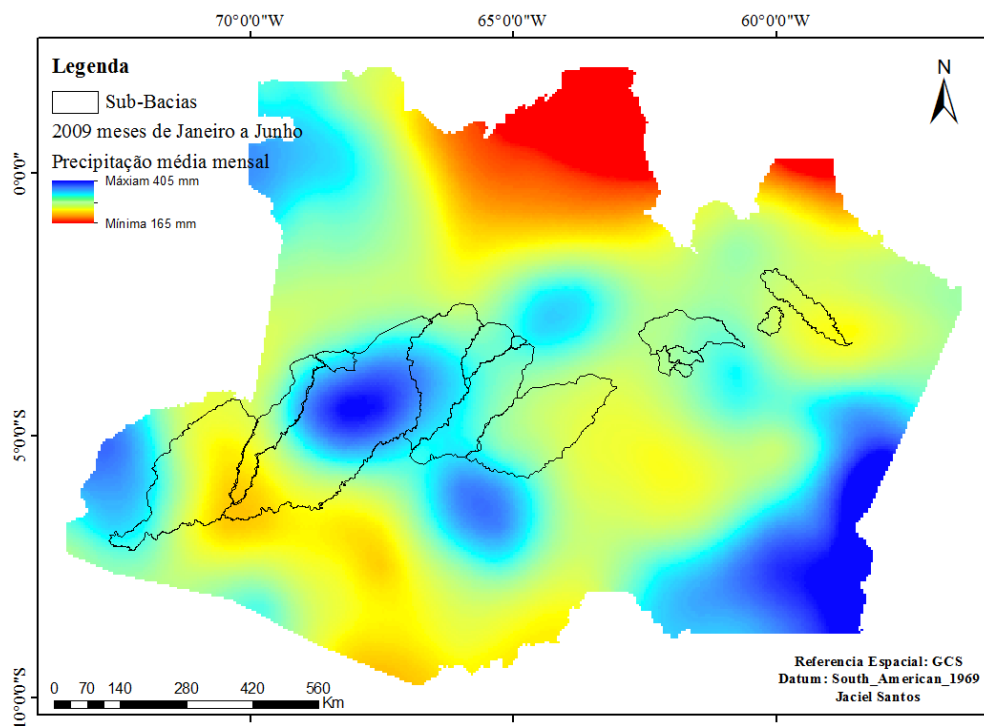 70°0'0"W 65°0'0"W 60°0'0"W
Legenda
Sub-Bacias
2009 meses de Janeiro a Junho
Precipitação média mensal
Máxiam 405 mm
Mínima 165 mm
N
0°0'0"
5°0'0"S
10°0'0"S
0 70 140 280 420 560
Km
Referencia Espacial: GCS
Datum: South_American_1969
Jaciel Santos